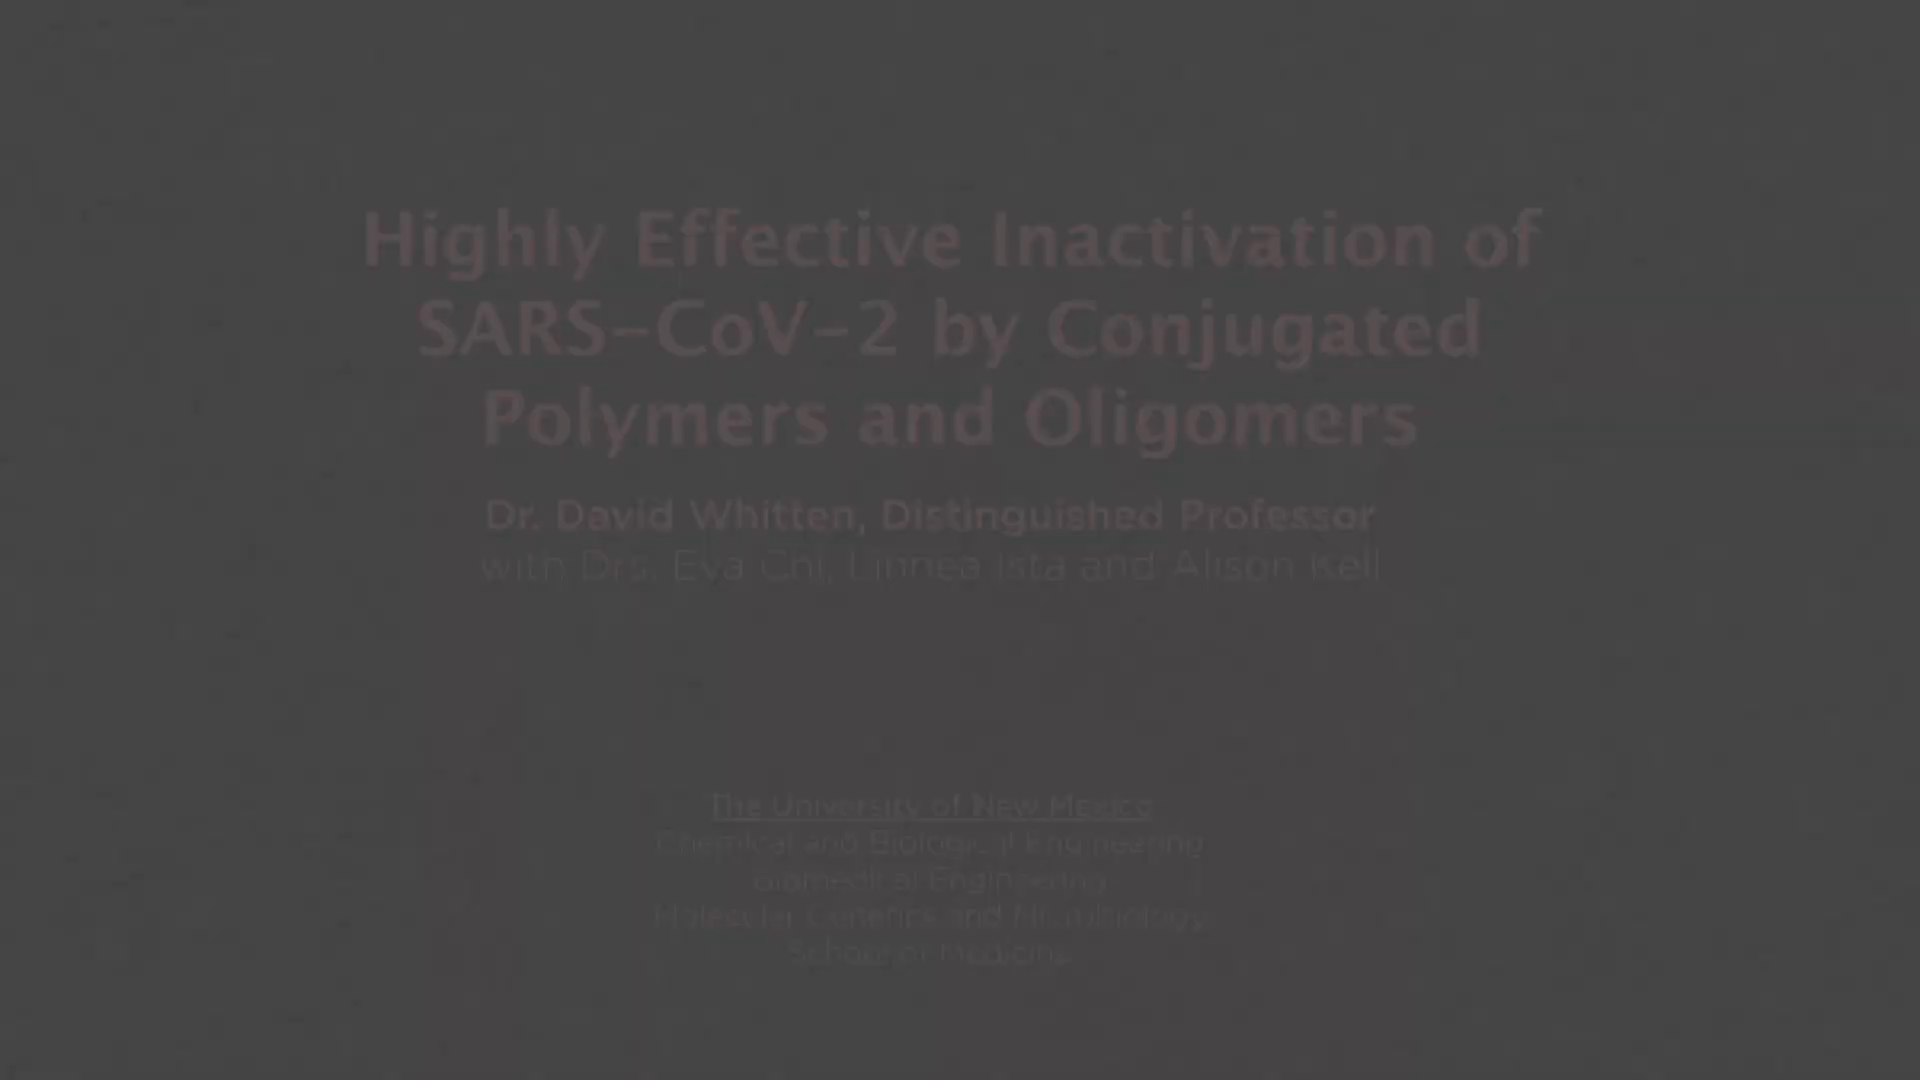 Highly Effective Inactivation of
SARS-CoV-2 by Conjugated
Polymers and Oligomers
Dr. David Whitten, Distinguished Professor
with Drs. Eva Chi, Linnea Ista and Alison Kell
The University of New Mexico
Chemical and Biological Engineering
Biomedical Engineering
Molecular Genetics and Microbiology
School of Medicine